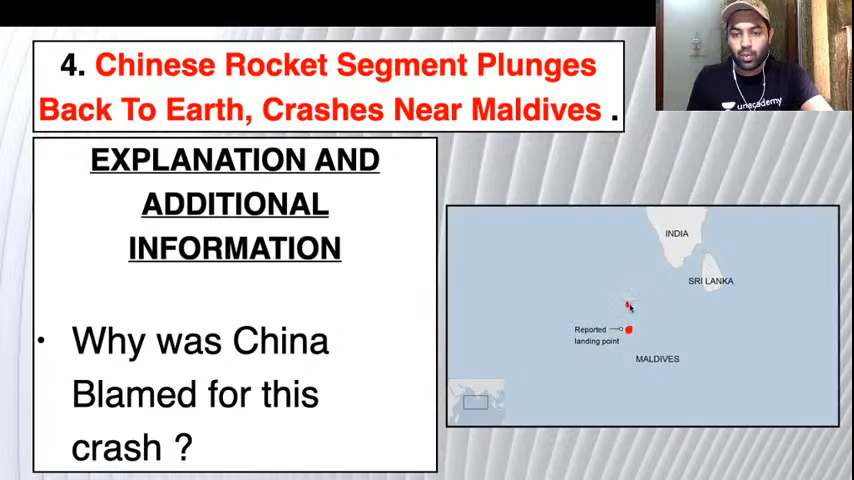 4. Chinese Rocket Segment Plunges
Back To Earth, Crashes Near Maldives .
unacademy
EXPLANATION AND
ADDITIONAL
INFORMATION
• Why was China
Blamed for this
crash ?
INDIA
SRI LANKA
Reported
landing point
MALDIVES